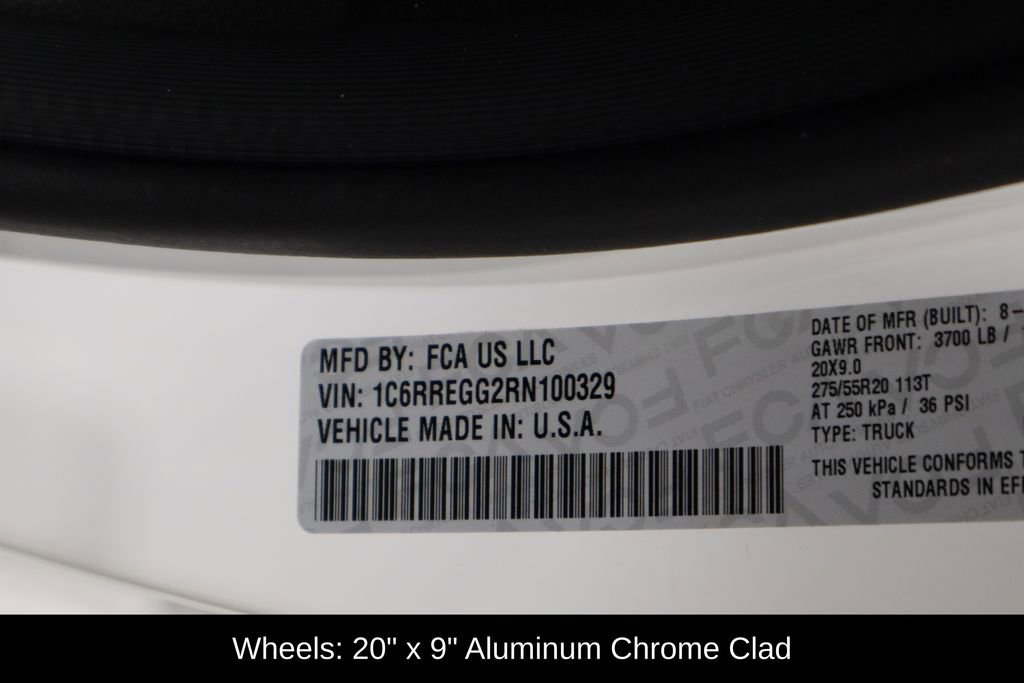 MFD BY: FCA US LLC
VIN: 1C6RREGG2RN100329
VEHICLE MADE IN: U.S.A.
DATE OF MFR (BUILT): 8-
GAWR FRONT: 3700 LB /
20X9.0
275/55R20 113T
AT 250 kPa / 36 PSI
TYPE: TRUCK
THIS VEHICLE CONFORMS
STANDARDS IN
Wheels: 20" x 9" Aluminum Chrome Clad